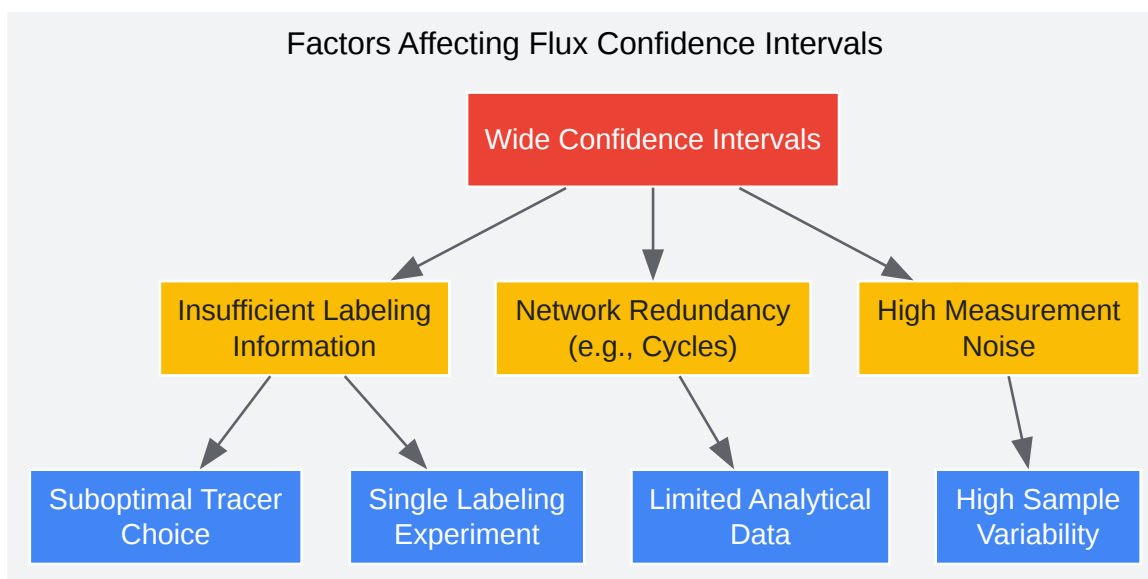 Factors Affecting Flux Confidence Intervals
Wide Confidence Intervals
Insufficient Labeling
Information
Network Redundancy
(e.g., Cycles)
High Measurement
Noise
Suboptimal Tracer
Choice
Single Labeling
Experiment
Limited Analytical
Data
High Sample
Variability